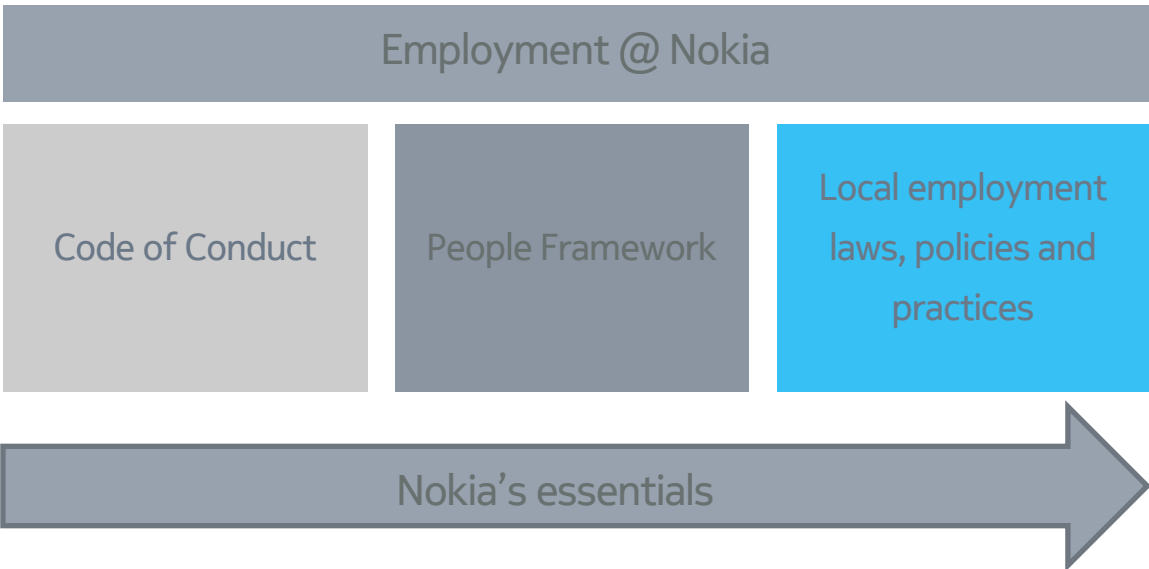 Employment @ Nokia
Code of Conduct
People Framework
Local employment
laws, policies and
practices
Nokia’s essentials